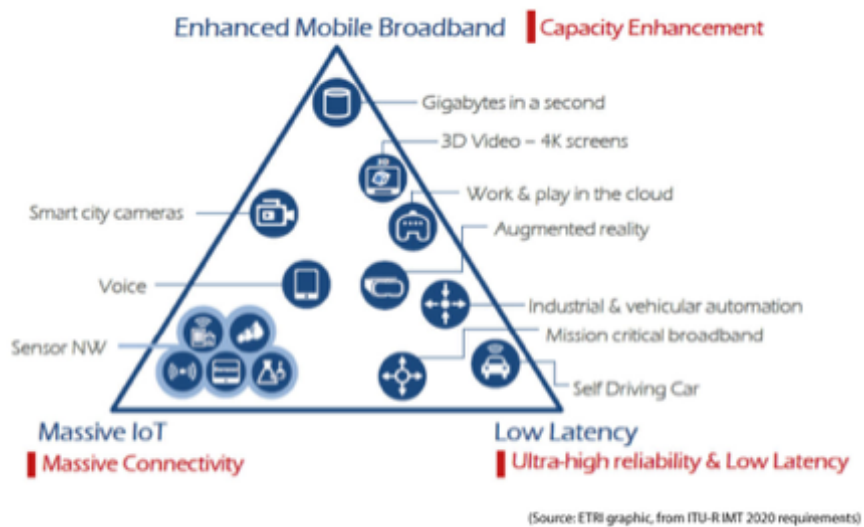 Enhanced Mobile Broadband
Capacity Enhancement
Gigabytes in a second
3D Video – 4K screens
Smart city cameras
Work & play in the cloud
Augmented reality
Voice
Industrial & vehicular automation
Mission critical broadband
Sensor NW
Self Driving Car
Massive IoT
Low Latency
Massive Connectivity
Ultra-high reliability & Low Latency
(Source: ETRI graphic, from ITU-R IMT 2020 requirements)